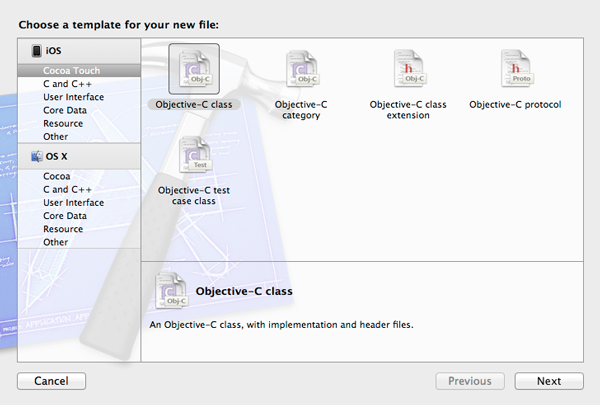 Choose a template for your new file:
iOS
Cocoa Touch
C and C++
User Interface
Core Data
Resource
Other
OS X
Cocoa
C and C++
User Interface
Core Data
Resource
Other
C
Obj-C
Objective-C class
C
Obj-C
Objective-C
category
h
Obj-C
Objective-C class
extension
h
Proto
Objective-C protocol
C
Test
Objective-C test
case class
C
Obj-C
Objective-C class
An Objective-C class, with implementation and header files.
PROJECT APPLICATION APP
Cancel
Previous
Next